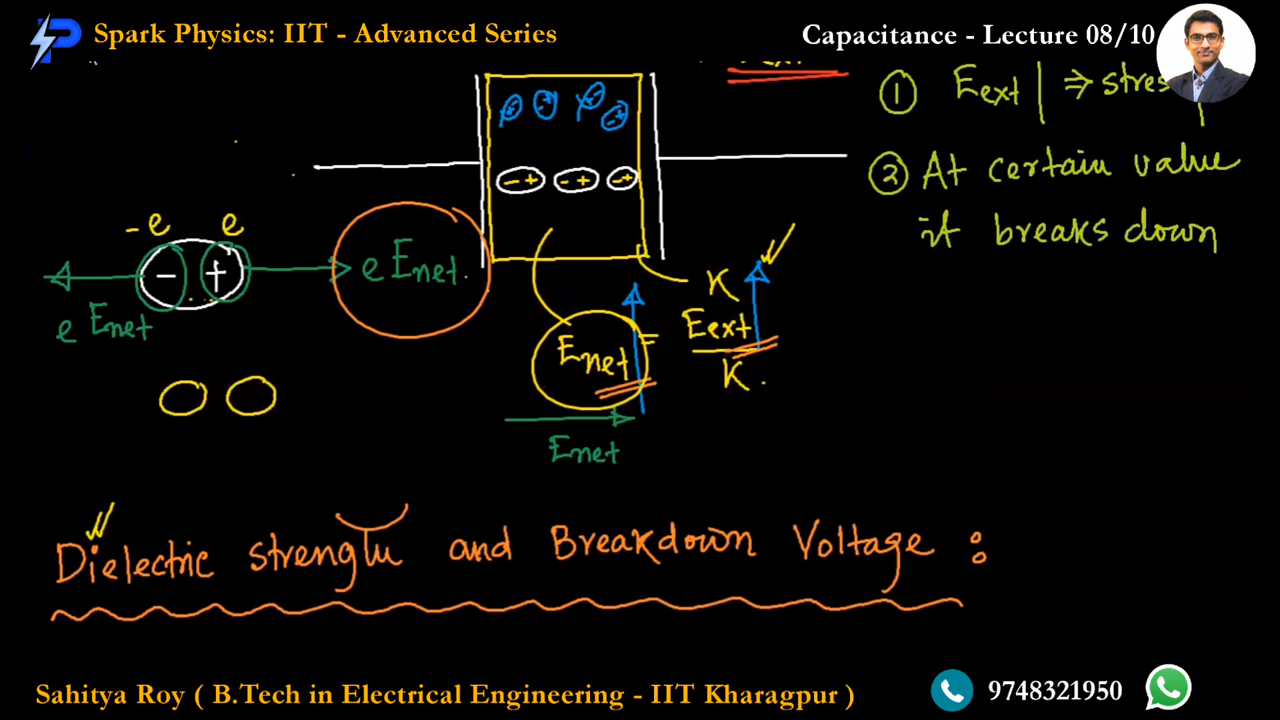 Spark Physics: IIT - Advanced Series
Capacitance - Lecture 08/10
① Eext | ⇒
② At certain value
it breaks down
- + - + - +
-e e
- +
e Enet.
e Enet
K
Enet = Eext / K.
Enet
Dielectric strength and Breakdown Voltage :
Sahitya Roy ( B.Tech in Electrical Engineering - IIT Kharagpur )
9748321950